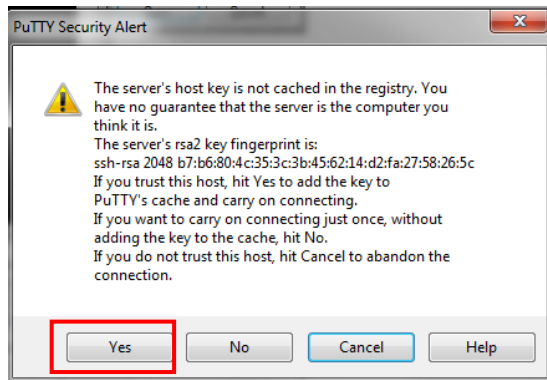 PuTTY Security Alert
The server's host key is not cached in the registry. You
have no guarantee that the server is the computer you
think it is.
The server's rsa2 key fingerprint is:
ssh-rsa 2048 b7:b6:80:4c:35:3c:3b:45:62:14:d2:fa:27:58:26:5c
If you trust this host, hit Yes to add the key to
PuTTY's cache and carry on connecting.
If you want to carry on connecting just once, without
adding the key to the cache, hit No.
If you do not trust this host, hit Cancel to abandon the
connection.
Yes No Cancel Help